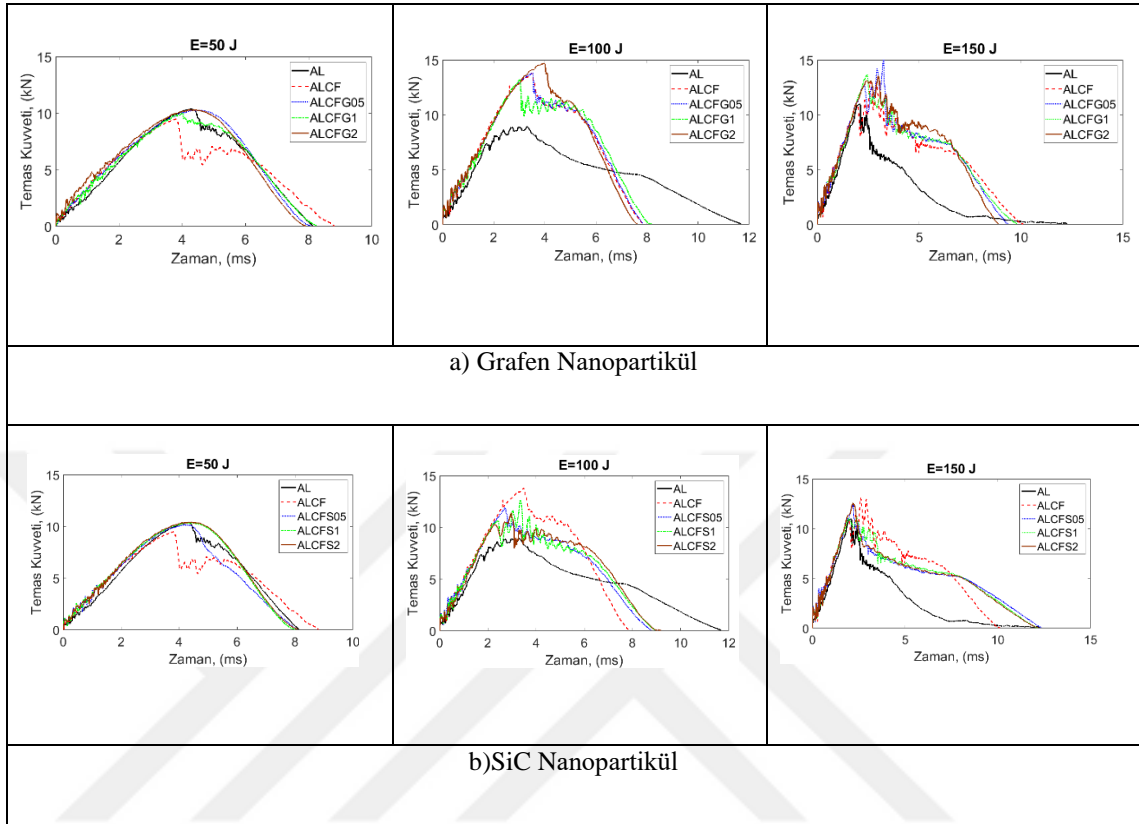 E=50 J
15
10
5
0
Temas Kuvveti, (kN)
0 2 4 6 8 10
Zaman, (ms)
AL
ALCF
ALCFG05
ALCFG1
ALCFG2
E=100 J
15
10
5
0
Temas Kuvveti, (kN)
0 2 4 6 8 10 12
Zaman, (ms)
AL
ALCF
ALCFG05
ALCFG1
ALCFG2
E=150 J
15
10
5
0
Temas Kuvveti, (kN)
0 5 10 15
Zaman, (ms)
AL
ALCF
ALCFG05
ALCFG1
ALCFG2
a) Grafen Nanopartikül
E=50 J
15
10
5
0
Temas Kuvveti, (kN)
0 2 4 6 8 10
Zaman, (ms)
AL
ALCF
ALCFS05
ALCFS1
ALCFS2
E=100 J
15
10
5
0
Temas Kuvveti, (kN)
0 2 4 6 8 10 12
Zaman, (ms)
AL
ALCF
ALCFS05
ALCFS1
ALCFS2
E=150 J
15
10
5
0
Temas Kuvveti, (kN)
0 5 10 15
Zaman, (ms)
AL
ALCF
ALCFS05
ALCFS1
ALCFS2
b)SiC Nanopartikül